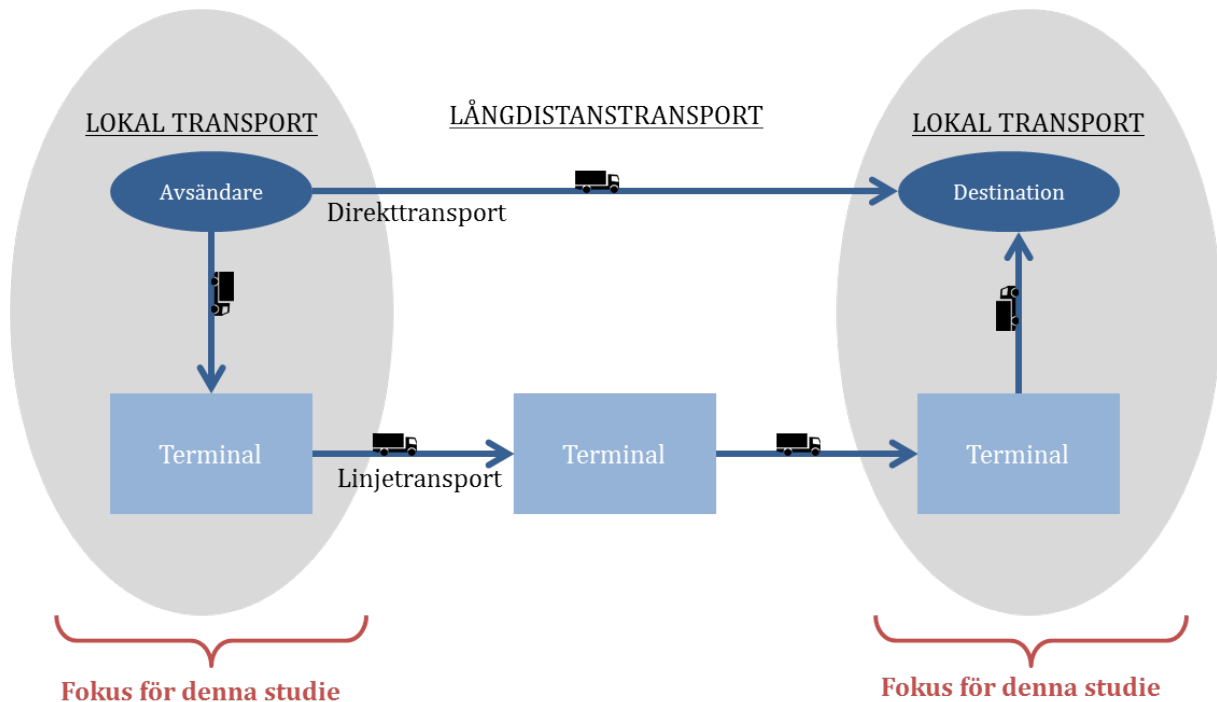 LOKAL TRANSPORT
LÅNGDISTANSTRANSPORT
LOKAL TRANSPORT
Avsändare
Destination
Direkttransport
Terminal
Terminal
Terminal
Linjetransport
Fokus för denna studie
Fokus för denna studie